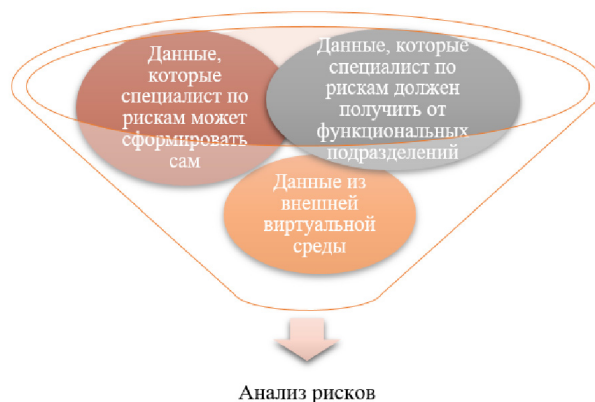 Данные,
которые
специалист по
рискам может
сформировать
сам
Данные, которые
специалист по
рискам должен
получить от
функциональных
подразделений
Данные из
внешней
виртуальной
среды
Анализ рисков